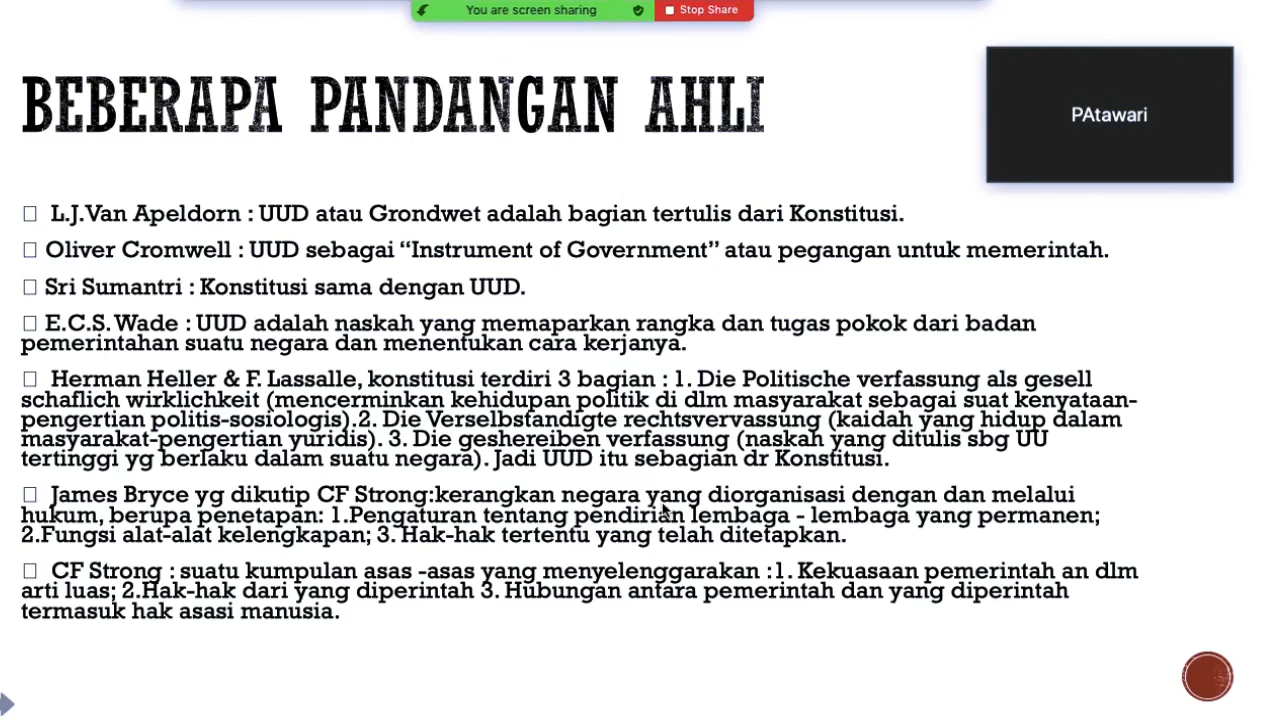 You are screen sharing
Stop Share
BEBERAPA PANDANGAN AHLI
PAtawari
L.J.Van Apeldorn : UUD atau Grondwet adalah bagian tertulis dari Konstitusi.
Oliver Cromwell : UUD sebagai “Instrument of Government” atau pegangan untuk memerintah.
Sri Sumantri : Konstitusi sama dengan UUD.
E.C.S. Wade : UUD adalah naskah yang memaparkan rangka dan tugas pokok dari badan
pemerintahan suatu negara dan menentukan cara kerjanya.
Herman Heller & F. Lassalle, konstitusi terdiri 3 bagian : 1. Die Politische verfassung als gesell
schaflich wirklichkeit (mencerminkan kehidupan politik di dlm masyarakat sebagai suat kenyataan-
pengertian politis-sosiologis).2. Die Verselbstandigte rechtsvervassung (kaidah yang hidup dalam
masyarakat-pengertian yuridis). 3. Die geshereiben verfassung (naskah yang ditulis sbg UU
tertinggi yg berlaku dalam suatu negara). Jadi UUD itu sebagian dr Konstitusi.
James Bryce yg dikutip CF Strong:kerangkan negara yang diorganisasi dengan dan melalui
hukum, berupa penetapan: 1.Pengaturan tentang pendirian lembaga - lembaga yang permanen;
2.Fungsi alat-alat kelengkapan; 3. Hak-hak tertentu yang telah ditetapkan.
CF Strong : suatu kumpulan asas -asas yang menyelenggarakan :1. Kekuasaan pemerintah an dlm
arti luas; 2.Hak-hak dari yang diperintah 3. Hubungan antara pemerintah dan yang diperintah
termasuk hak asasi manusia.